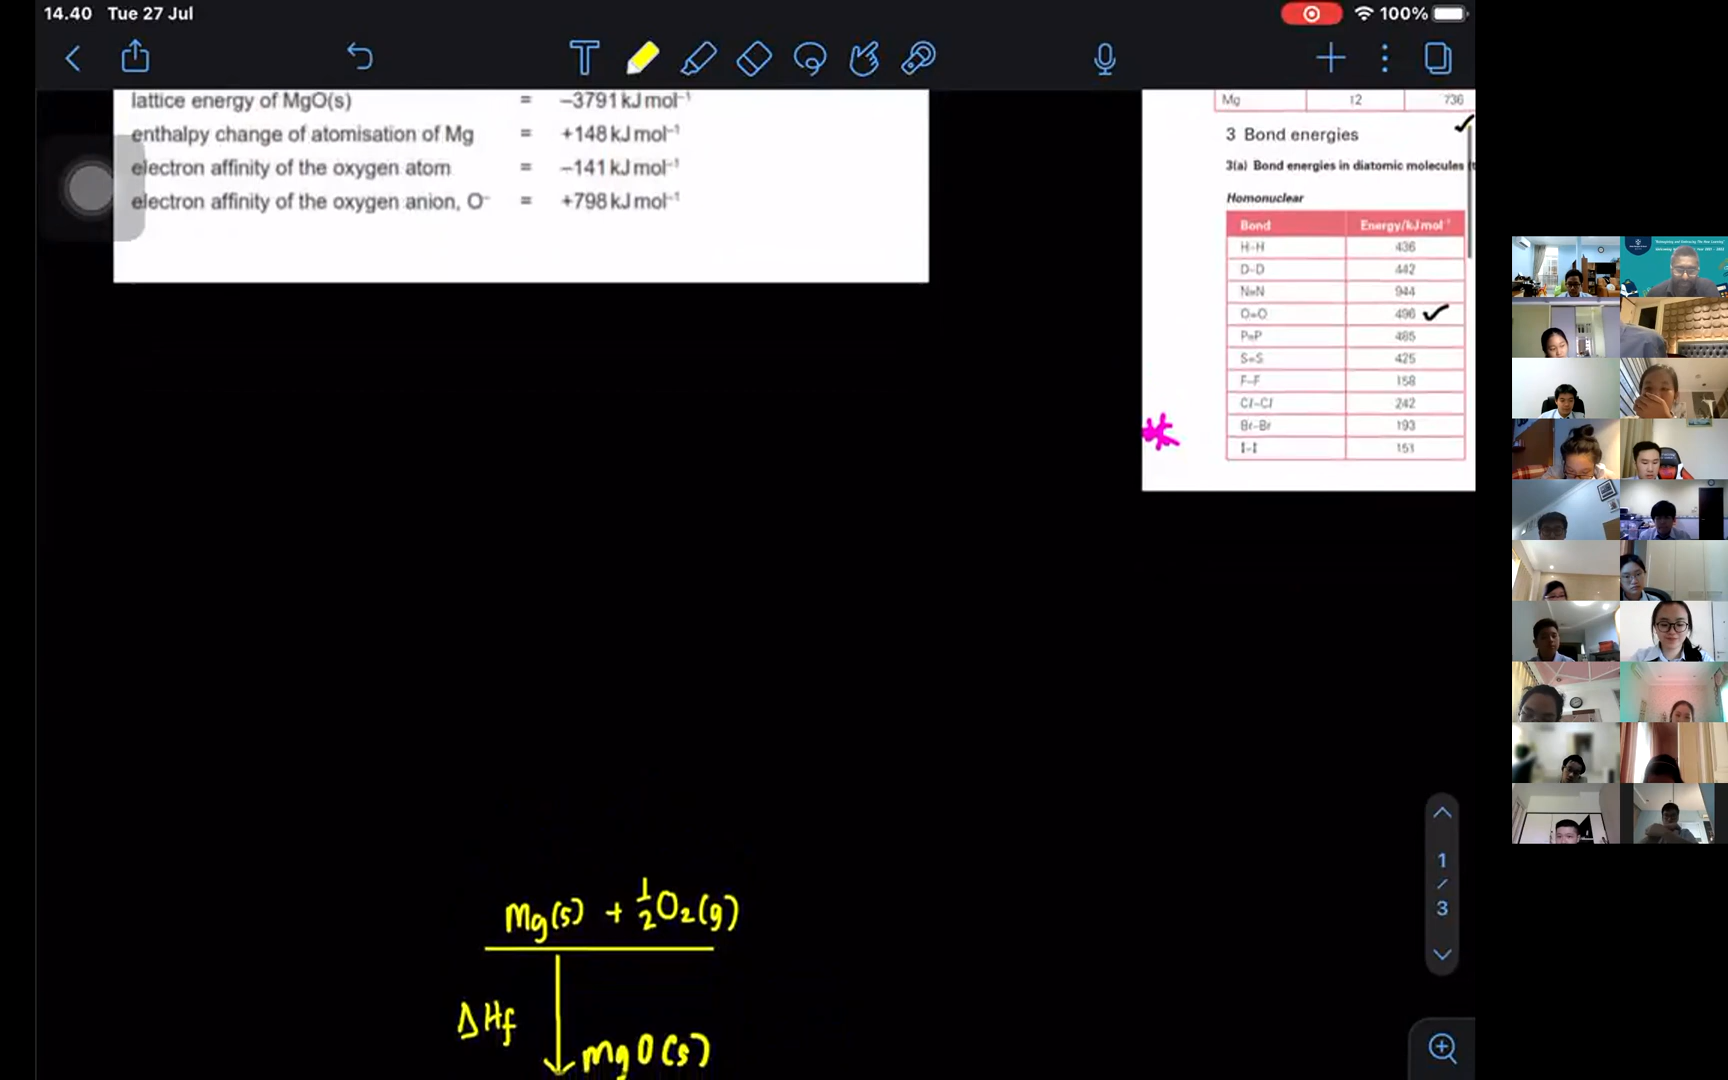 14.40 Tue 27 Jul
100%
lattice energy of MgO(s) = –3791 kJ mol⁻¹
enthalpy change of atomisation of Mg = +148 kJ mol⁻¹
electron affinity of the oxygen atom = –141 kJ mol⁻¹
electron affinity of the oxygen anion, O⁻ = +798 kJ mol⁻¹
Mg 12 736
3 Bond energies
3(a) Bond energies in diatomic molecules
Homonuclear
Bond Energy/kJ mol⁻¹
H–H 436
D–D 442
N≡N 944
O=O 496
P≡P 485
S=S 425
F–F 158
Cl–Cl 242
Br–Br 193
I–I 151
Mg(s) + ½O₂(g)
ΔHf
MgO(s)
1
/
3